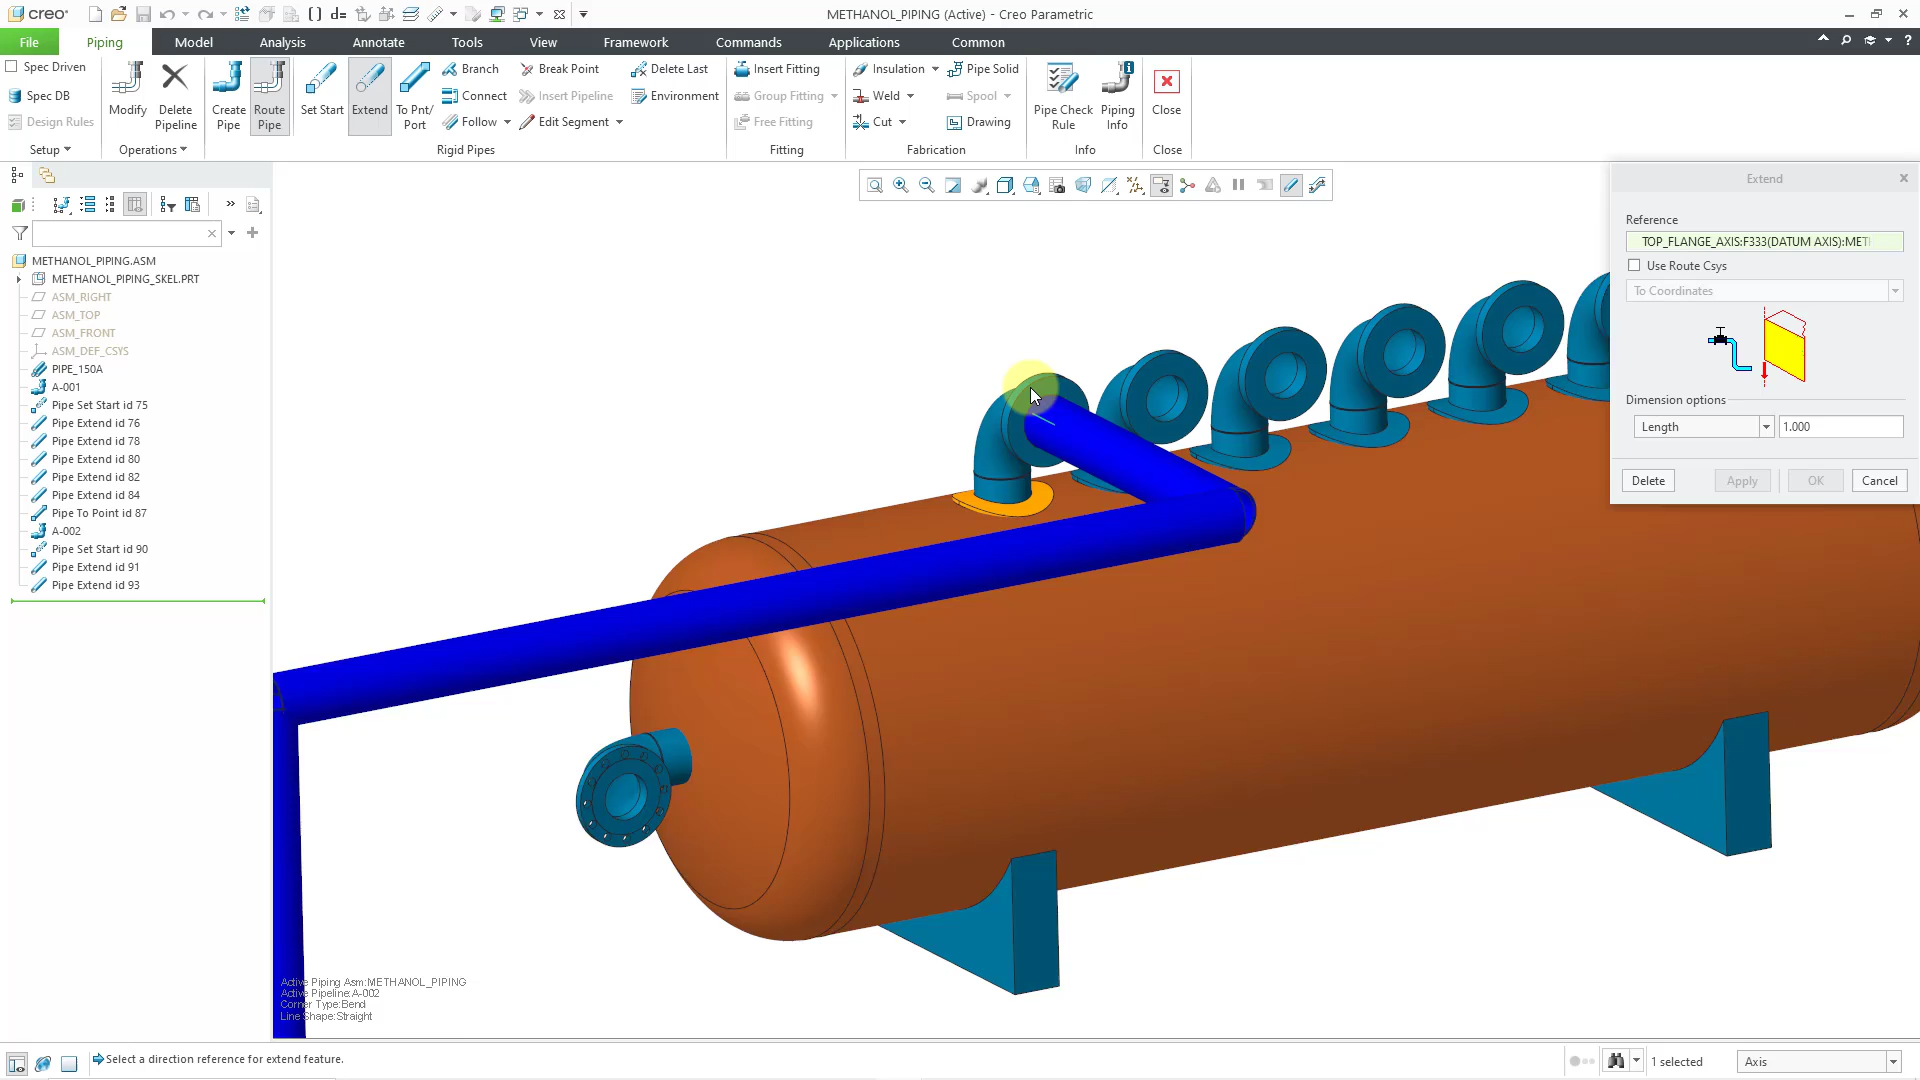 creo
METHANOL_PIPING (Active) - Creo Parametric
File
Piping
Model
Analysis
Annotate
Tools
View
Framework
Commands
Applications
Common
Spec Driven
Spec DB
Design Rules
Setup
Modify
Delete Pipeline
Operations
Create Pipe
Route Pipe
Set Start
Extend
To Pnt/ Port
Branch
Connect
Follow
Break Point
Insert Pipeline
Edit Segment
Delete Last
Environment
Rigid Pipes
Insert Fitting
Group Fitting
Free Fitting
Fitting
Insulation
Weld
Cut
Pipe Solid
Spool
Drawing
Fabrication
Pipe Check Rule
Piping Info
Info
Close
Close
METHANOL_PIPING.ASM
METHANOL_PIPING_SKEL.PRT
ASM_RIGHT
ASM_TOP
ASM_FRONT
ASM_DEF_CSYS
PIPE_150A
A-001
Pipe Set Start id 75
Pipe Extend id 76
Pipe Extend id 78
Pipe Extend id 80
Pipe Extend id 82
Pipe Extend id 84
Pipe To Point id 87
A-002
Pipe Set Start id 90
Pipe Extend id 91
Pipe Extend id 93
Extend
Reference
TOP_FLANGE_AXIS:F333(DATUM AXIS):MET
Use Route Csys
To Coordinates
Dimension options
Length
1.000
Delete
Apply
OK
Cancel
Active Piping Asm:METHANOL_PIPING
Active Pipeline:A-002
Corner Type:Bend
Line Shape:Straight
Select a direction reference for extend feature.
1 selected
Axis